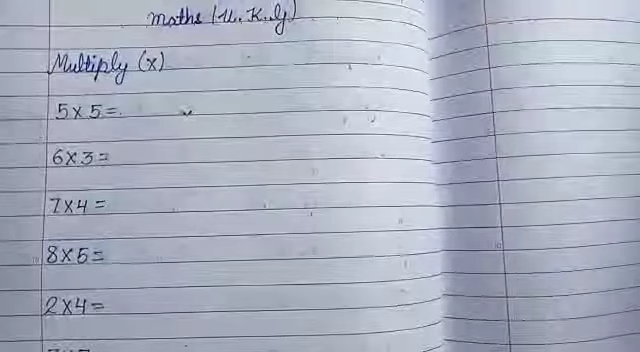 maths (U.K.G)
Multiply (x)
5x5=
6x3=
7x4=
8x5=
2x4=